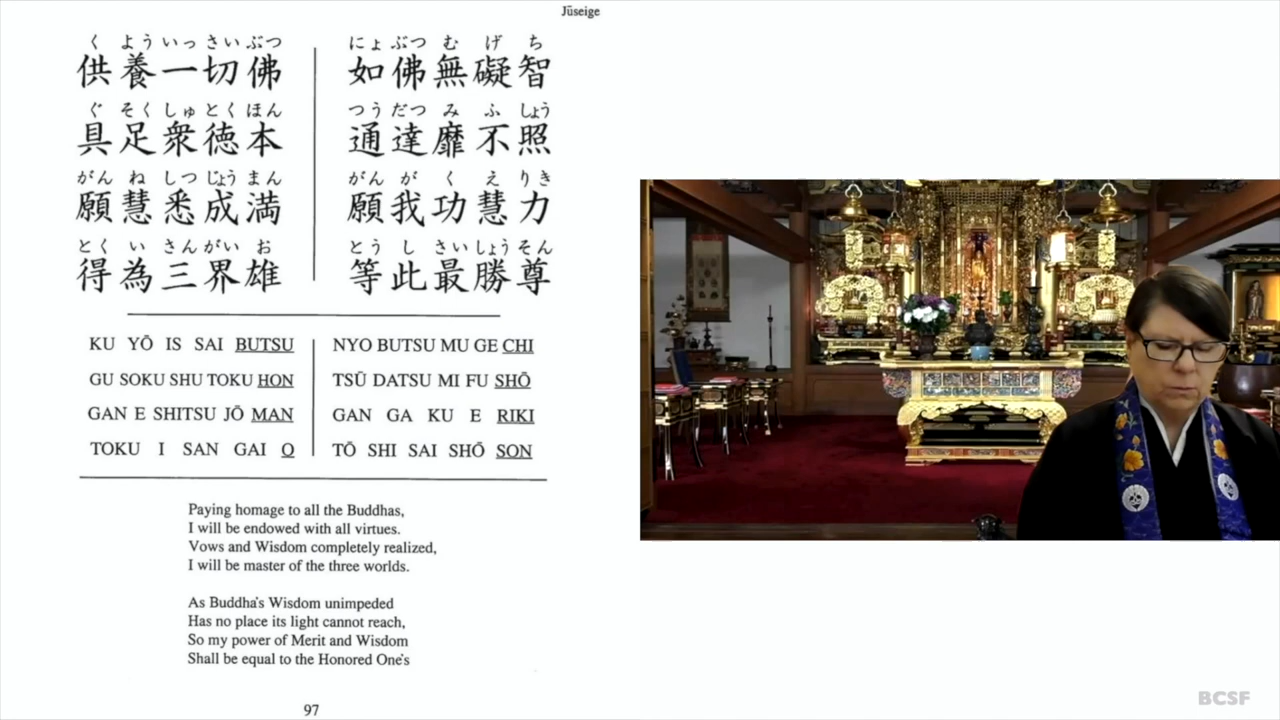 Jūseige
く よう いっ さい ぶつ
供養一切佛
ぐ そく しゅ とく ほん
具足衆徳本
がん ね しつ じょう まん
願慧悉成満
とく い さん がい お
得為三界雄
にょ ぶつ む げ ち
如佛無礙智
つう だつ み ふ しょう
通達靡不照
がん が く え りき
願我功慧力
とう し さい しょう そん
等此最勝尊
KU YŌ IS SAI BUTSU
GU SOKU SHU TOKU HON
GAN E SHITSU JŌ MAN
TOKU I SAN GAI O
NYO BUTSU MU GE CHI
TSŪ DATSU MI FU SHŌ
GAN GA KU E RIKI
TŌ SHI SAI SHŌ SON
Paying homage to all the Buddhas,
I will be endowed with all virtues.
Vows and Wisdom completely realized,
I will be master of the three worlds.
As Buddha's Wisdom unimpeded
Has no place its light cannot reach,
So my power of Merit and Wisdom
Shall be equal to the Honored One's
97
BCSF